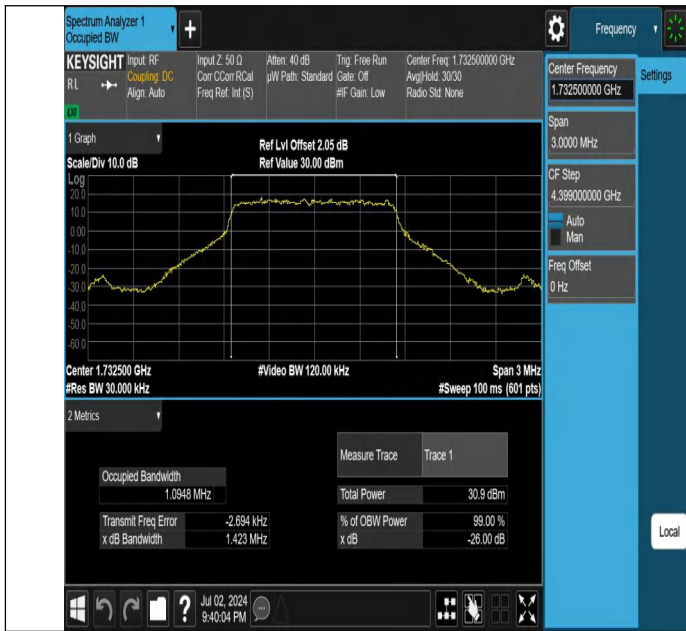 Spectrum Analyzer 1
Occupied BW
Frequency
KEYSIGHT
RL
LXI
Input: RF
Coupling: DC
Align: Auto
Input Z: 50 Ω
Corr CCorr RCal
Freq Ref: Int (S)
Atten: 40 dB
µW Path: Standard
Trig: Free Run
Gate: Off
#IF Gain: Low
Center Freq: 1.732500000 GHz
Avg|Hold: 30/30
Radio Std: None
Center Frequency
1.732500000 GHz
Settings
Span
3.0000 MHz
CF Step
4.399000000 GHz
Auto
Man
Freq Offset
0 Hz
1 Graph
Scale/Div 10.0 dB
Ref Lvl Offset 2.05 dB
Ref Value 30.00 dBm
Log
20.0
10.0
0.00
-10.0
-20.0
-30.0
-40.0
-50.0
-60.0
Center 1.732500 GHz
#Video BW 120.00 kHz
Span 3 MHz
#Res BW 30.000 kHz
#Sweep 100 ms (601 pts)
2 Metrics
Measure Trace
Trace 1
Occupied Bandwidth
1.0948 MHz
Total Power
30.9 dBm
Transmit Freq Error
-2.694 kHz
% of OBW Power
99.00 %
x dB Bandwidth
1.423 MHz
x dB
-26.00 dB
Local
?
Jul 02, 2024
9:40:04 PM